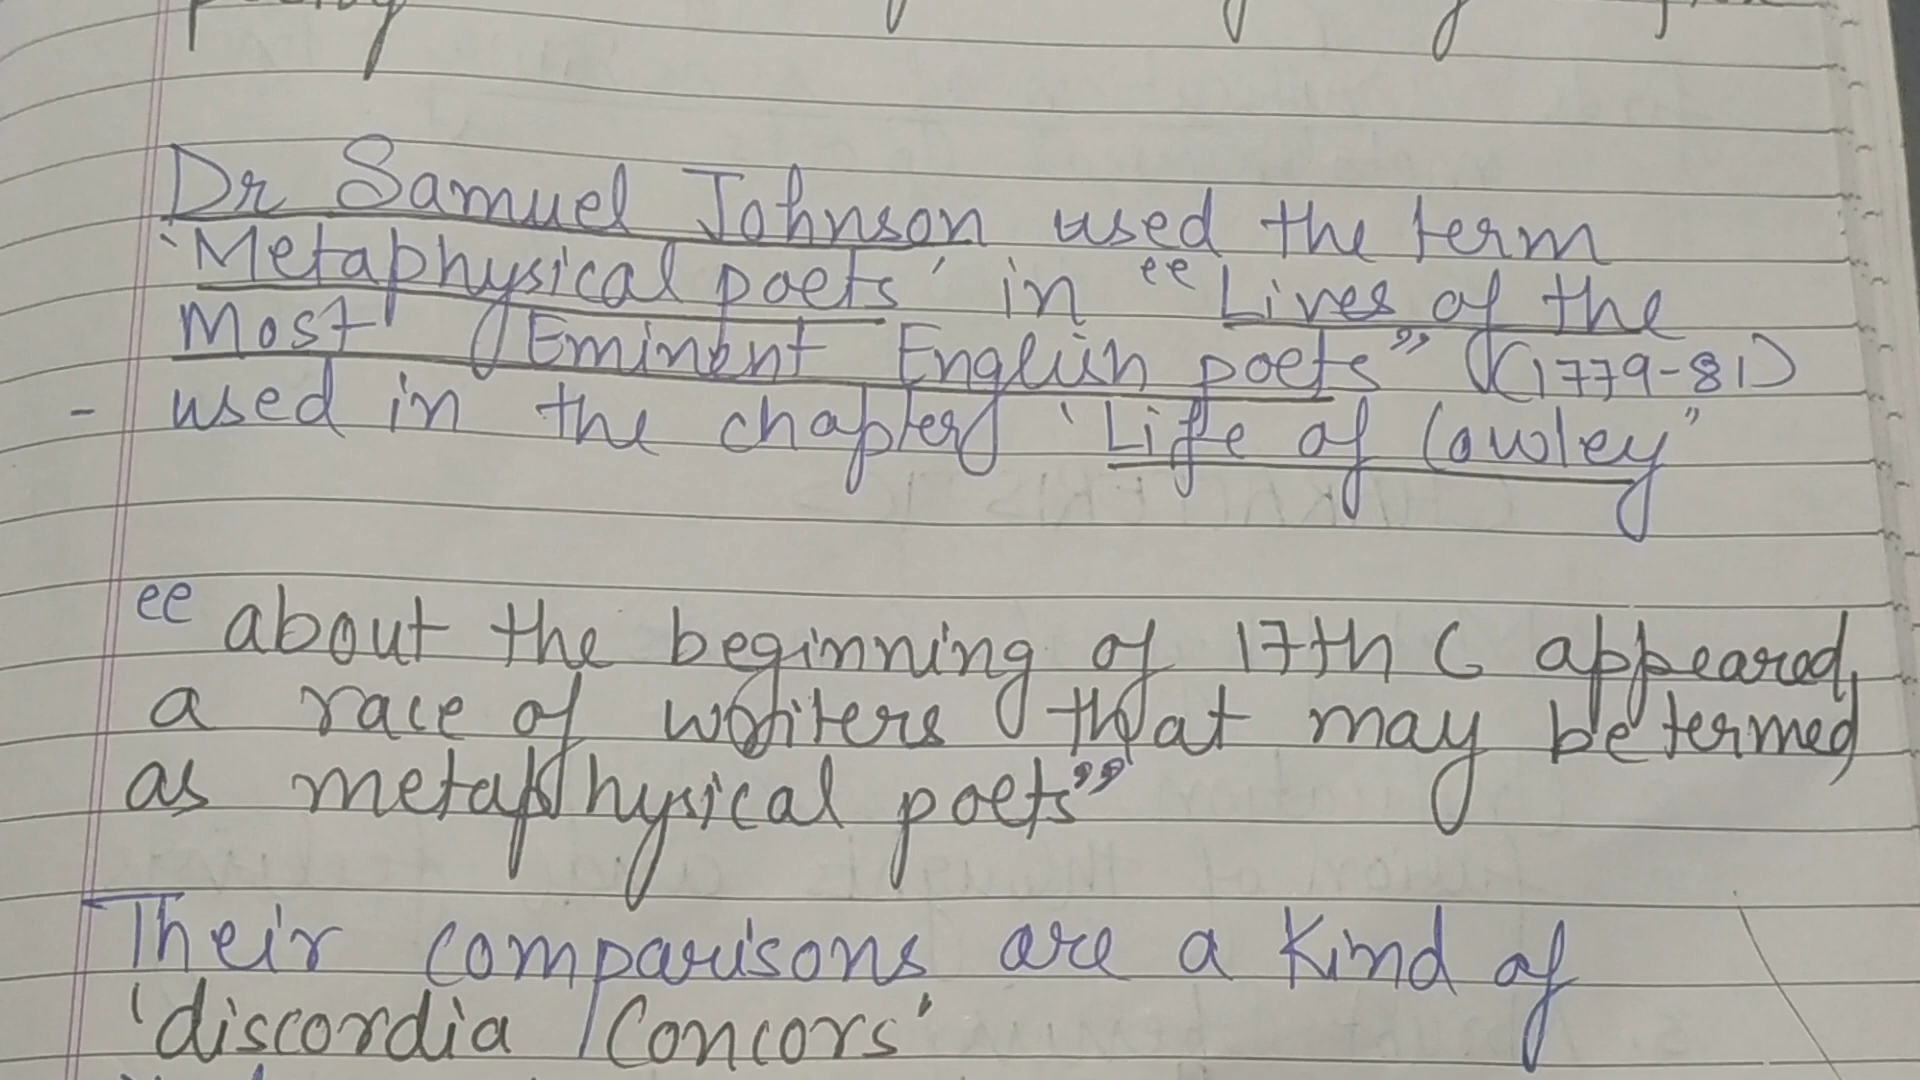 Dr Samuel Johnson used the term
'Metaphysical poets' in "Lives of the
Most Eminent English poets" (1779-81)
- used in the chapter 'Life of Cowley"
"about the beginning of 17th C appeared
a race of writers that may be termed
as metaphysical poets"
Their comparisons are a kind of
'discordia Concors'